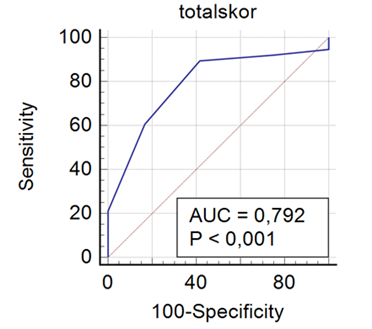 totalskor
100
80
60
40
20
0
Sensitivity
AUC = 0,792
P < 0,001
0 40 80
100-Specificity